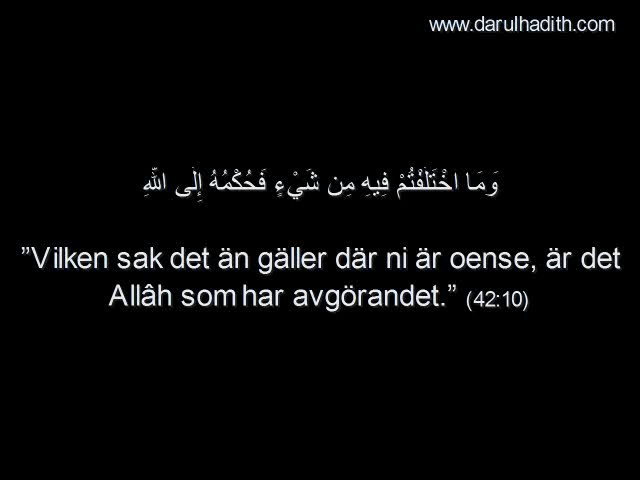 www.darulhadith.com
وَمَا اخْتَلَفْتُمْ فِيهِ مِن شَيْءٍ فَحُكْمُهُ إِلَى اللَّهِ
”Vilken sak det än gäller där ni är oense, är det
Allâh som har avgörandet.” (42:10)